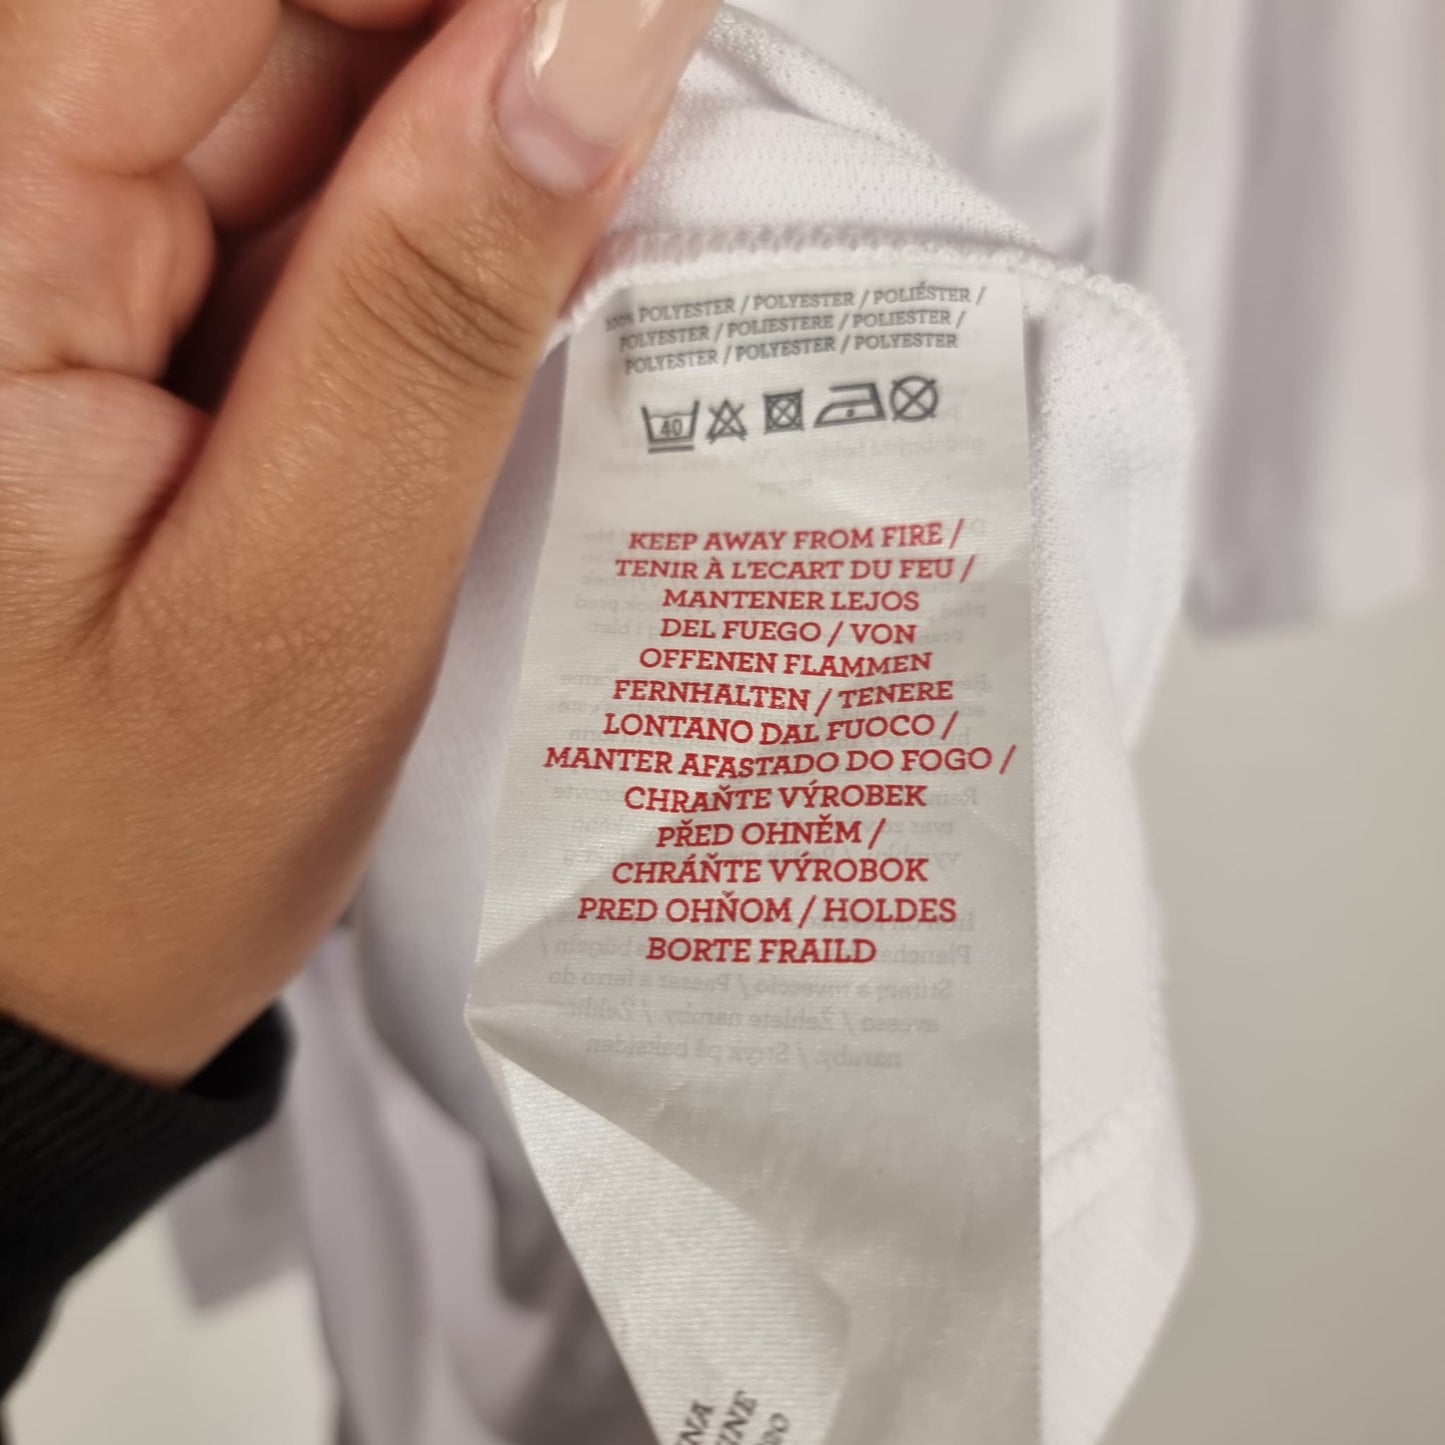 100% POLYESTER / POLYESTER / POLIÉSTER /
POLYESTER / POLIESTERE / POLIESTER /
POLYESTER / POLYESTER / POLYESTER
40
KEEP AWAY FROM FIRE /
TENIR À L'ECART DU FEU /
MANTENER LEJOS
DEL FUEGO / VON
OFFENEN FLAMMEN
FERNHALTEN / TENERE
LONTANO DAL FUOCO /
MANTER AFASTADO DO FOGO /
CHRAŇTE VÝROBEK
PŘED OHNĚM /
CHRÁŇTE VÝROBOK
PRED OHŇOM / HOLDES
BORTE FRAILD